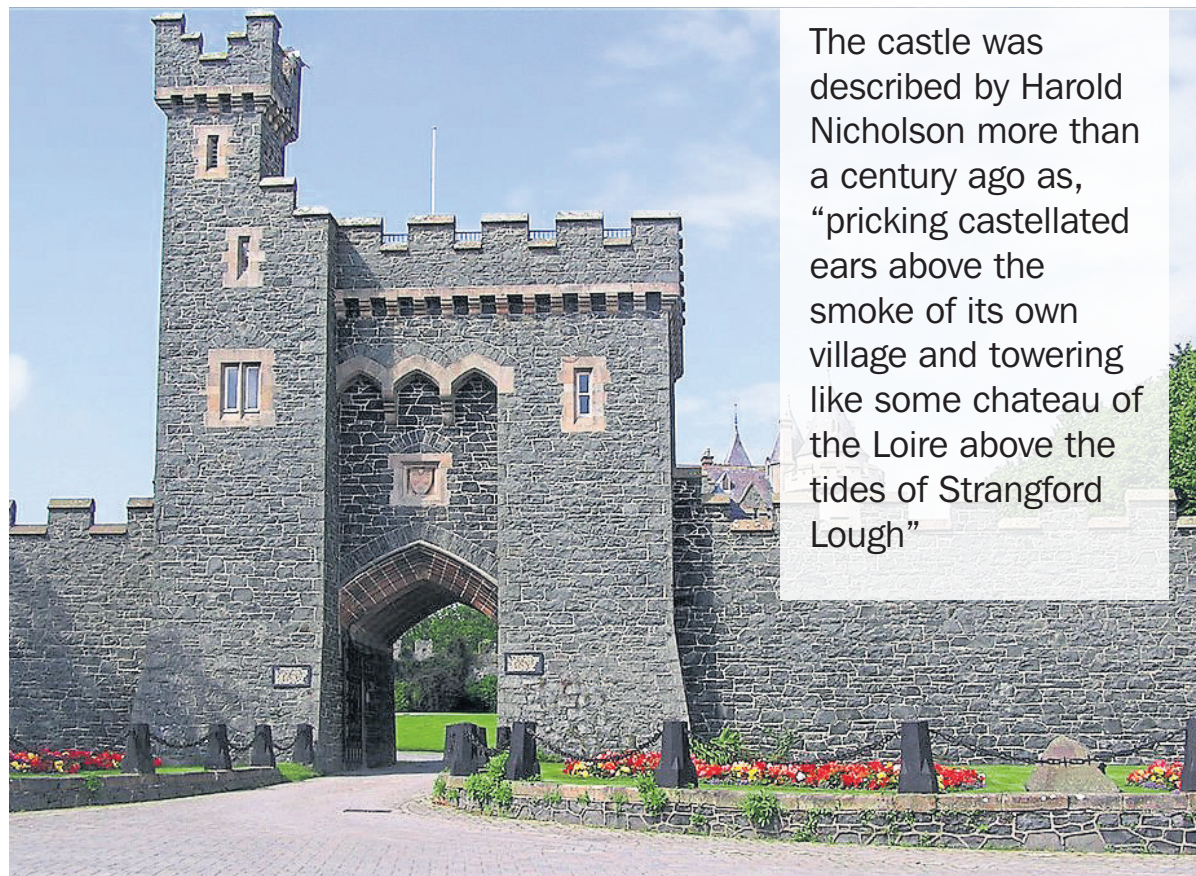 The castle was
described by Harold
Nicholson more than
a century ago as,
“pricking castellated
ears above the
smoke of its own
village and towering
like some chateau of
the Loire above the
tides of Strangford
Lough”